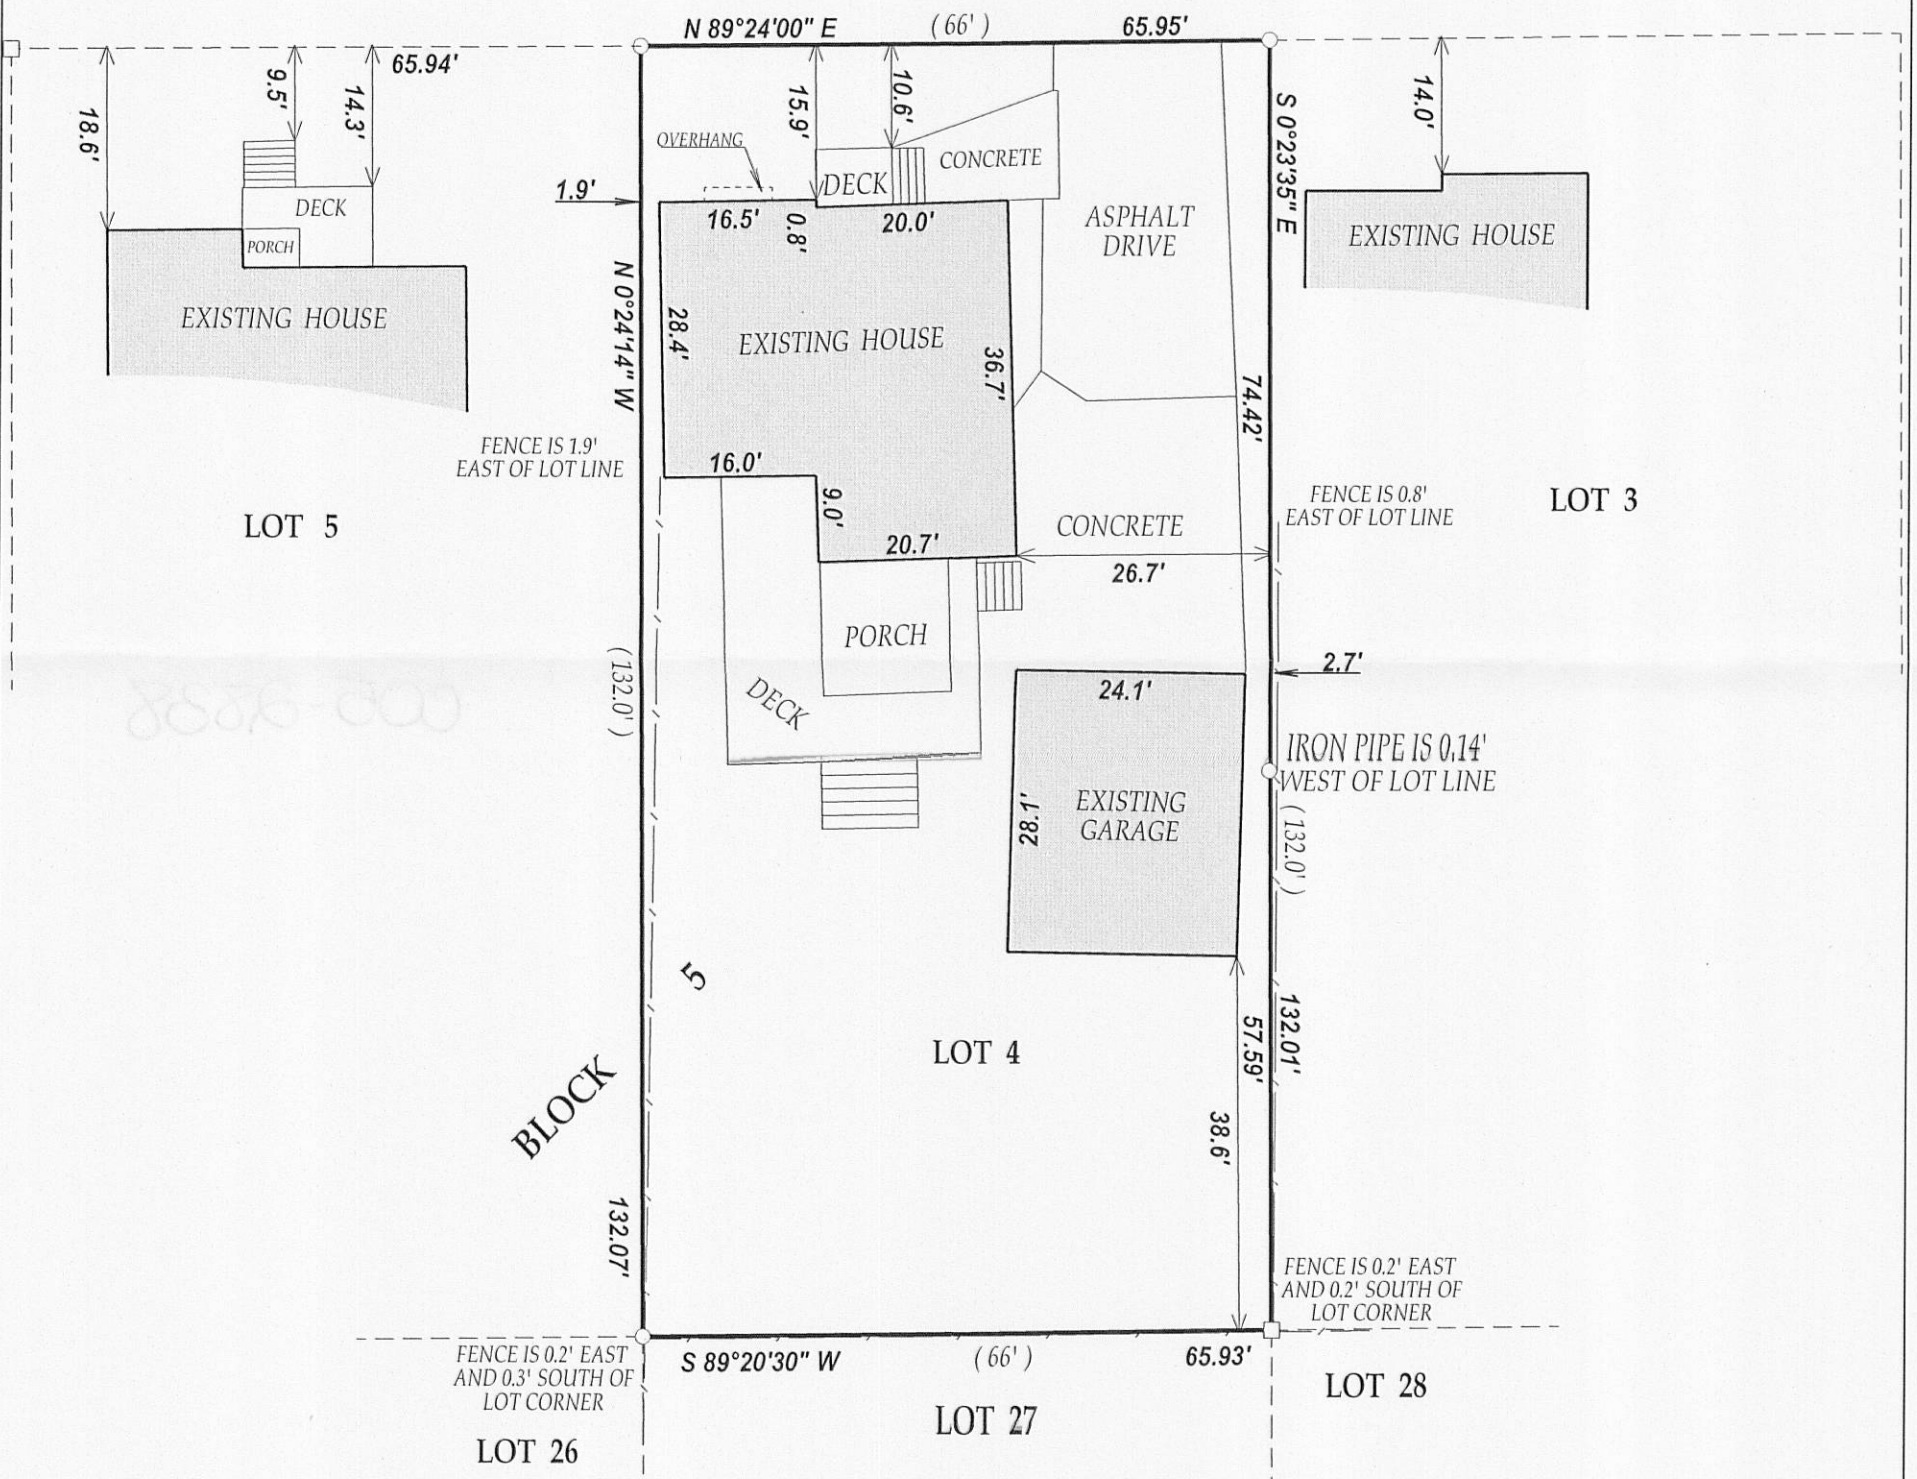 N 89°24'00" E
( 66' )
65.95'
65.94'
18.6'
9.5'
14.3'
DECK
PORCH
EXISTING HOUSE
LOT 5
1.9'
N 0°24'14" W
FENCE IS 1.9'
EAST OF LOT LINE
( 132.0' )
132.07'
OVERHANG
15.9'
10.6'
DECK
CONCRETE
16.5'
0.8'
20.0'
ASPHALT
DRIVE
28.4'
EXISTING HOUSE
36.7'
16.0'
9.0'
20.7'
CONCRETE
26.7'
PORCH
DECK
24.1'
28.1'
EXISTING
GARAGE
S 0°23'35" E
74.42'
14.0'
EXISTING HOUSE
FENCE IS 0.8'
EAST OF LOT LINE
LOT 3
2.7'
IRON PIPE IS 0.14'
WEST OF LOT LINE
( 132.0' )
132.01'
57.59'
38.6'
BLOCK
5
LOT 4
FENCE IS 0.2' EAST
AND 0.2' SOUTH OF
LOT CORNER
FENCE IS 0.2' EAST
AND 0.3' SOUTH OF
LOT CORNER
S 89°20'30" W
( 66' )
65.93'
LOT 28
LOT 27
LOT 26